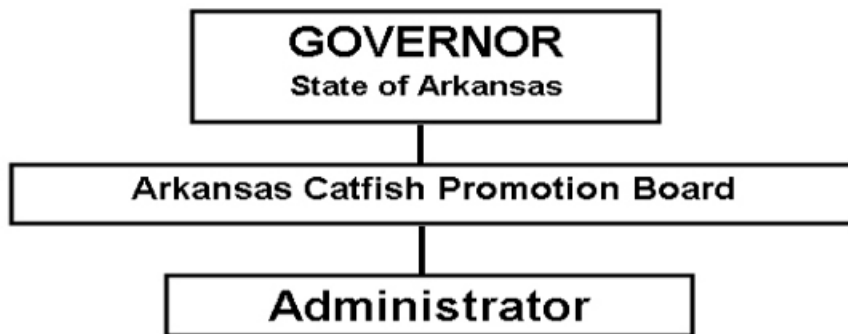 GOVERNOR
State of Arkansas
Arkansas Catfish Promotion Board
Administrator